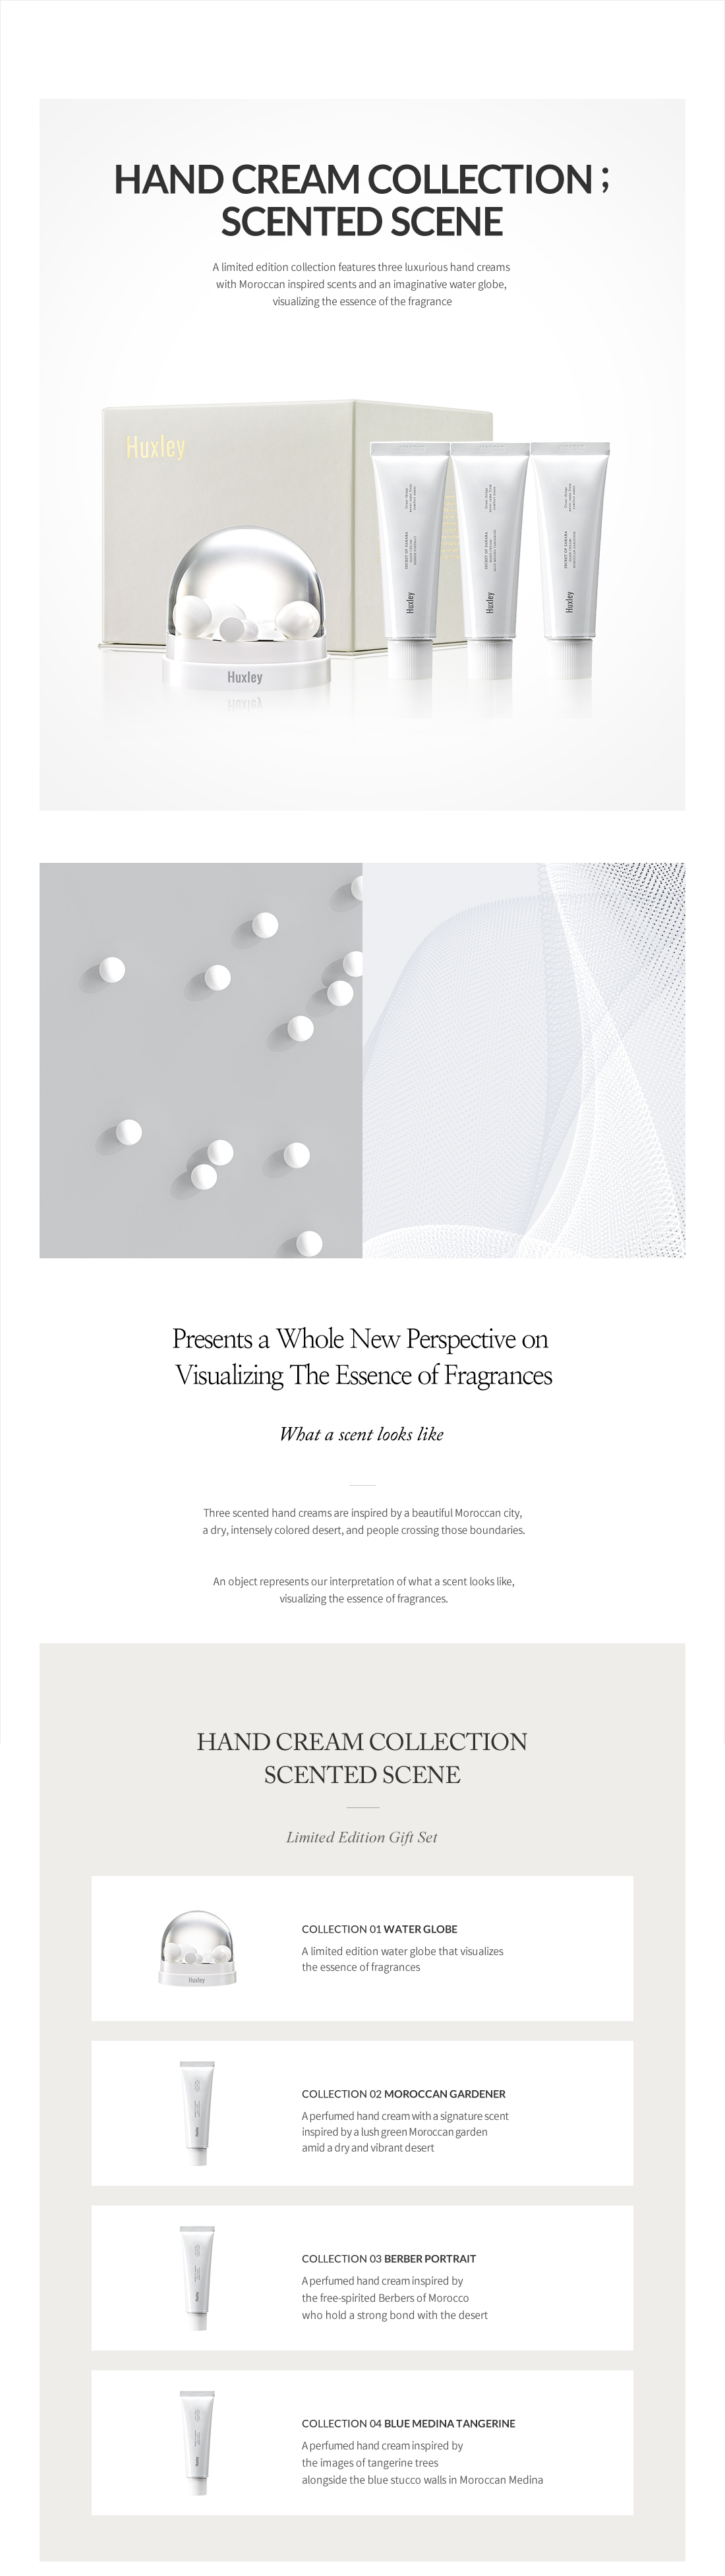 HAND CREAM COLLECTION ;
SCENTED SCENE
A limited edition collection features three luxurious hand creams
with Moroccan inspired scents and an imaginative water globe,
visualizing the essence of the fragrance
Huxley
Huxley
Huxley
Huxley
Huxley
Presents a Whole New Perspective on
Visualizing The Essence of Fragrances
What a scent looks like
Three scented hand creams are inspired by a beautiful Moroccan city,
a dry, intensely colored desert, and people crossing those boundaries.
An object represents our interpretation of what a scent looks like,
visualizing the essence of fragrances.
HAND CREAM COLLECTION
SCENTED SCENE
Limited Edition Gift Set
Huxley
COLLECTION 01 WATER GLOBE
A limited edition water globe that visualizes
the essence of fragrances
Huxley
COLLECTION 02 MOROCCAN GARDENER
A perfumed hand cream with a signature scent
inspired by a lush green Moroccan garden
amid a dry and vibrant desert
Huxley
COLLECTION 03 BERBER PORTRAIT
A perfumed hand cream inspired by
the free-spirited Berbers of Morocco
who hold a strong bond with the desert
Huxley
COLLECTION 04 BLUE MEDINA TANGERINE
A perfumed hand cream inspired by
the images of tangerine trees
alongside the blue stucco walls in Moroccan Medina